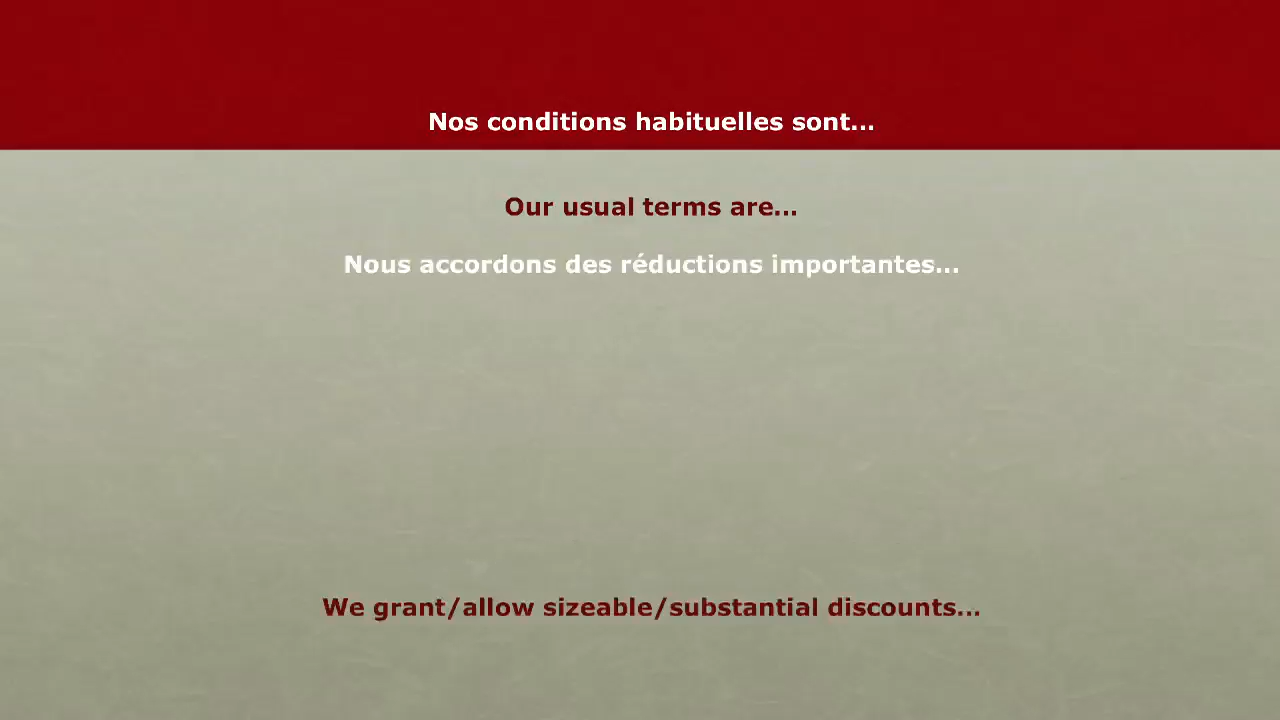 Nos conditions habituelles sont...
Our usual terms are...
Nous accordons des réductions importantes...
We grant/allow sizeable/substantial discounts...